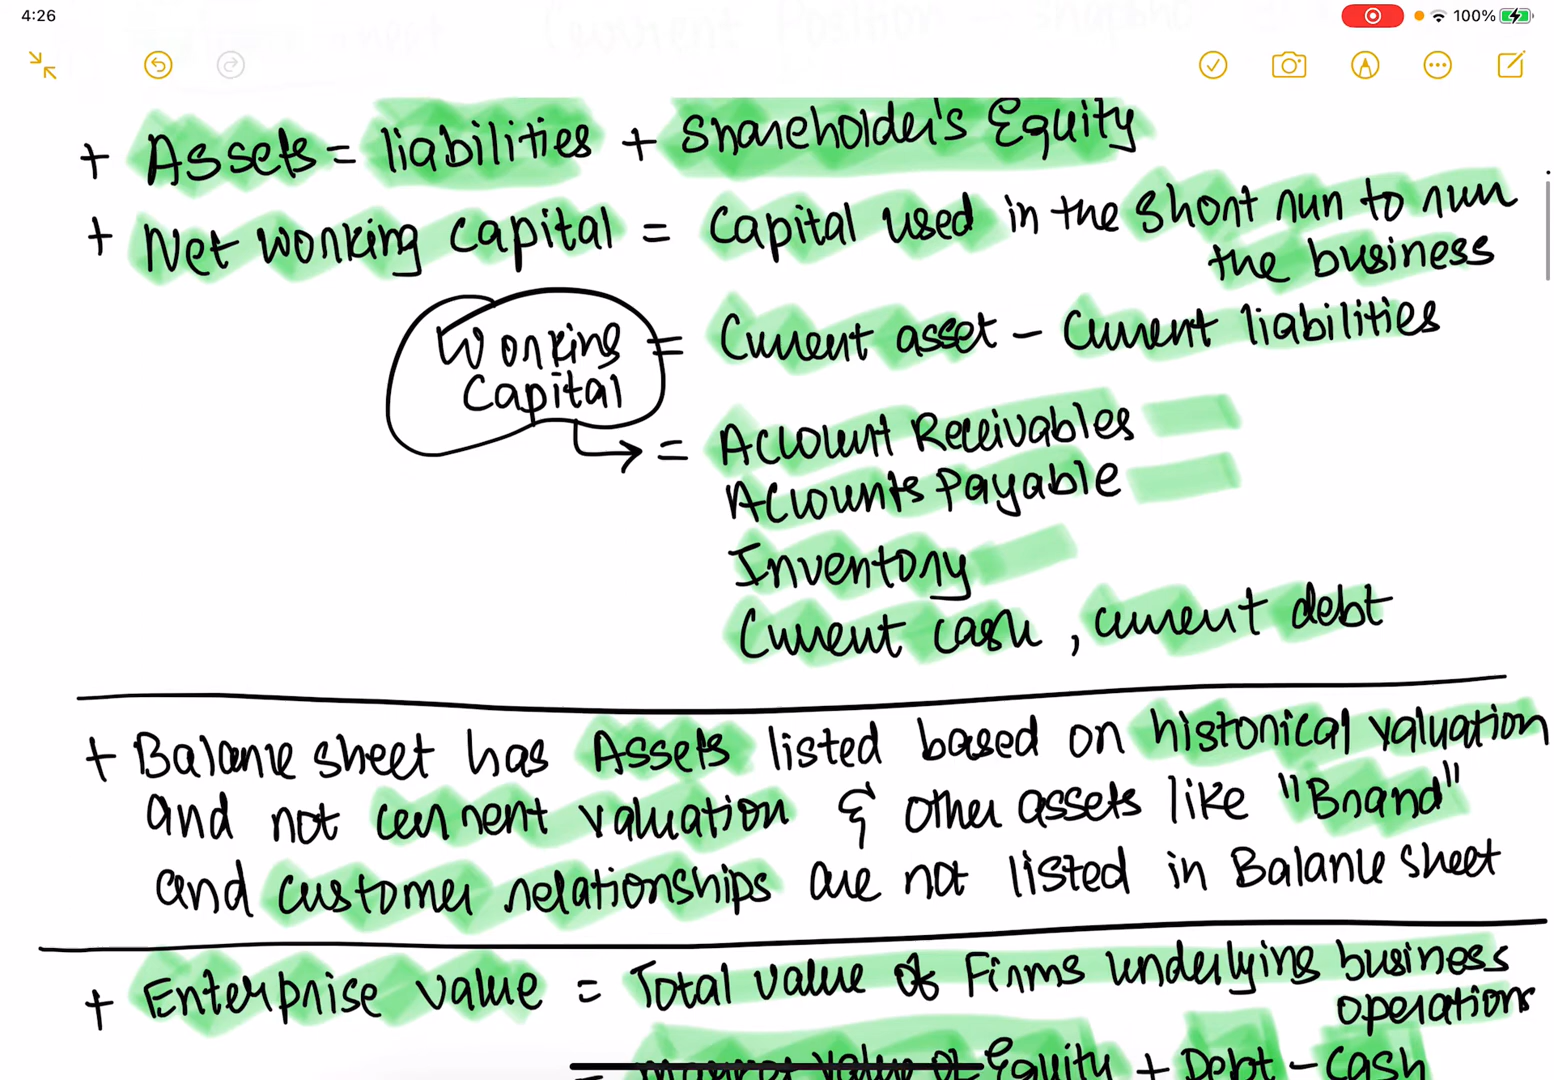 4:26
100%
+ Assets = liabilities + Shareholder's Equity
+ Net working capital = Capital used in the short run to run
the business
Working = Current asset - Current liabilities
Capital
= Account Receivables
Accounts Payable
Inventory
Current cash, current debt
+ Balance sheet has Assets listed based on historical valuation
and not current valuation & other assets like "Brand"
and customer relationships are not listed in Balance sheet
+ Enterprise value = Total value of Firms underlying business
operations
= market value of Equity + Debt - Cash